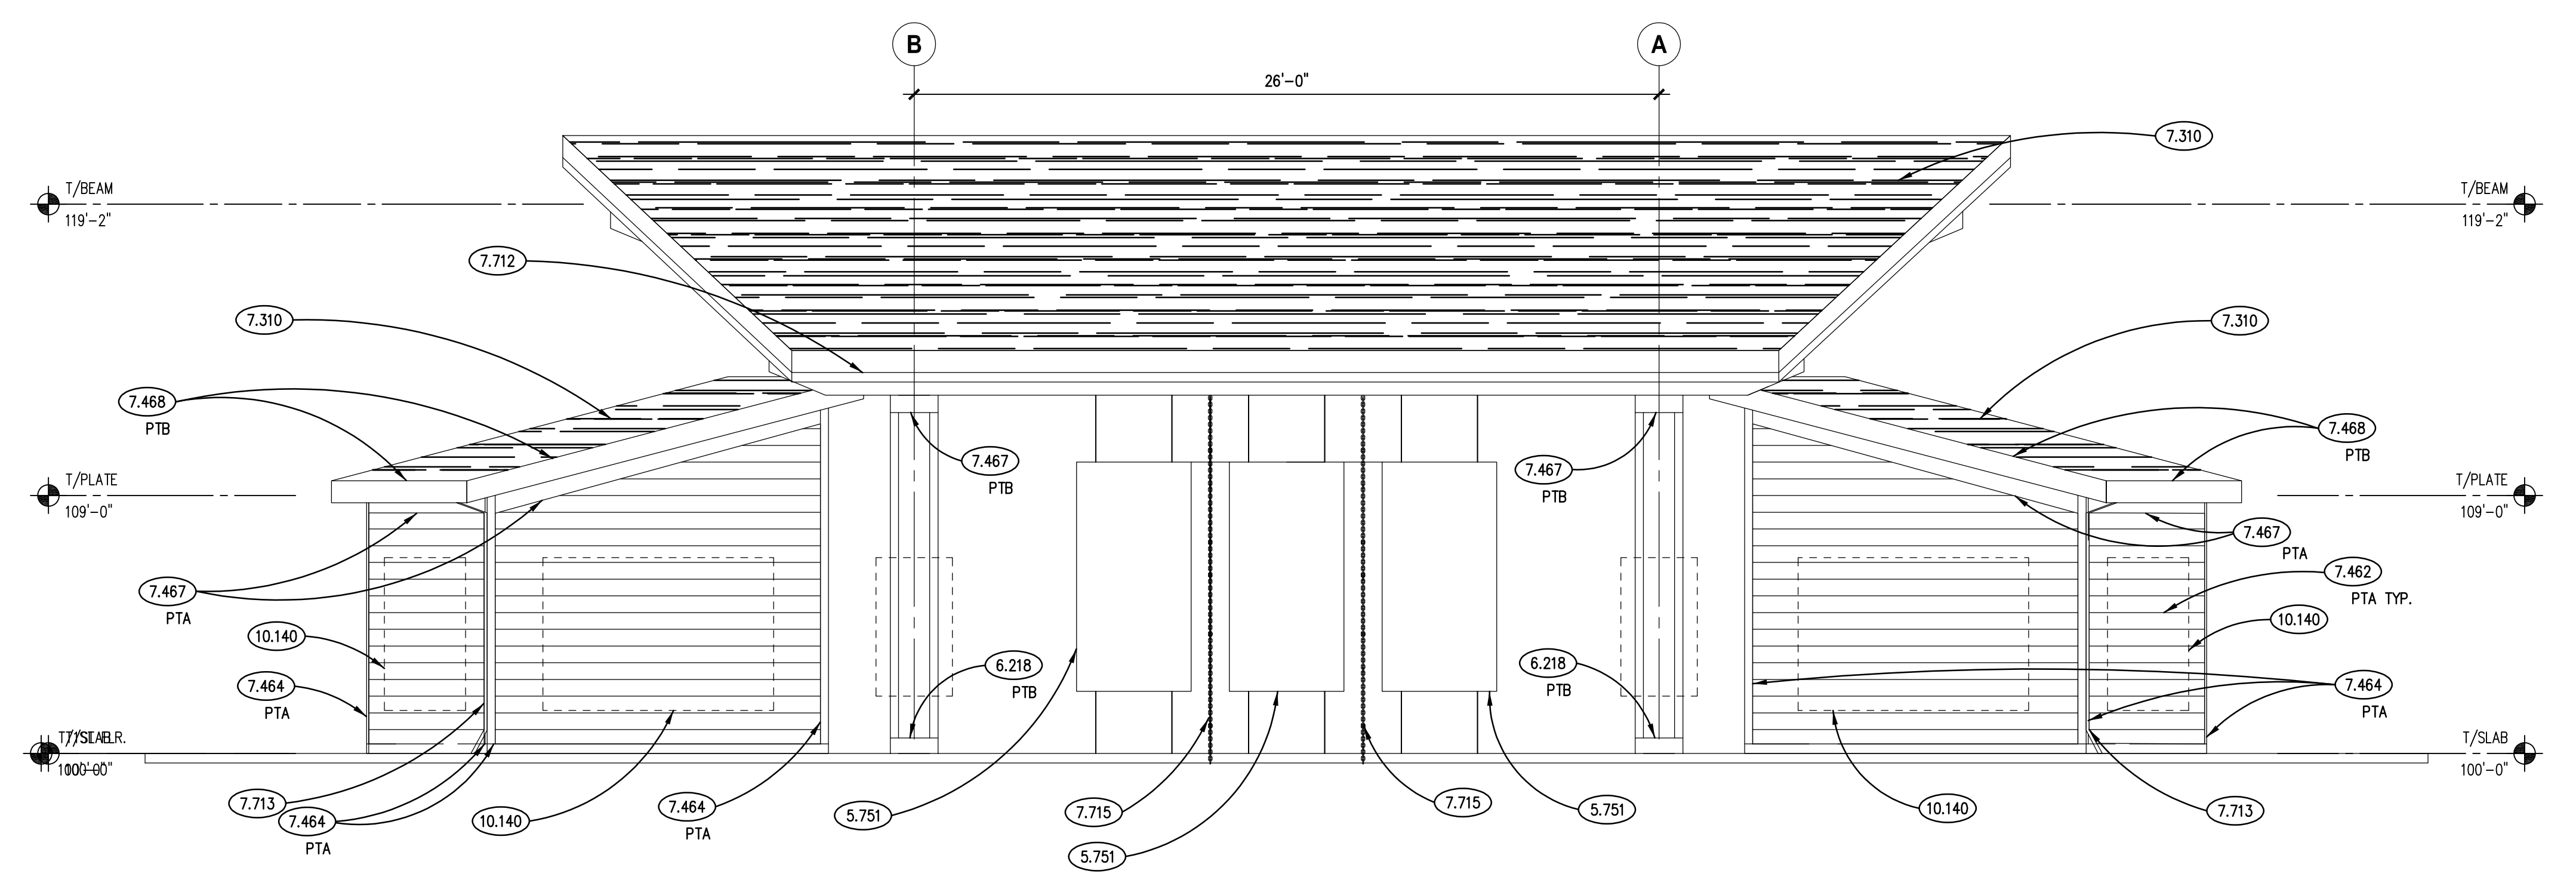 B
A
26'-0"
7.310
T/BEAM
119'-2"
T/BEAM
119'-2"
7.712
7.310
7.310
7.468
PTB
7.468
PTB
7.467
PTB
7.467
PTB
T/PLATE
109'-0"
T/PLATE
109'-0"
7.467
PTA
7.462
PTA TYP.
7.467
PTA
10.140
10.140
6.218
PTB
6.218
PTB
7.464
PTA
7.464
PTA
T/SLAB
100'-0"
T/SLAB
100'-0"
7.713
7.464
PTA
10.140
7.464
PTA
5.751
7.715
5.751
7.715
5.751
10.140
7.713